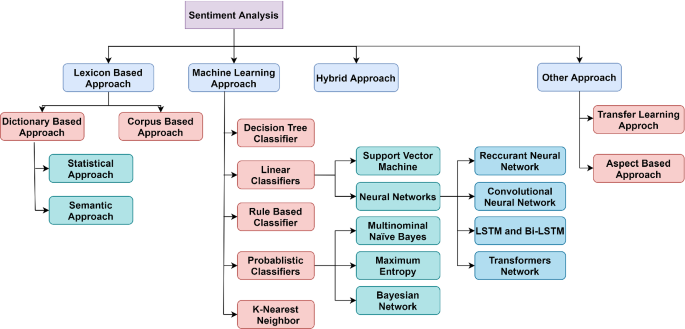 Sentiment Analysis
Lexicon Based
Approach
Machine Learning
Approach
Hybrid Approach
Other Approach
Dictionary Based
Approach
Corpus Based
Approach
Statistical
Approach
Semantic
Approach
Decision Tree
Classifier
Linear
Classifiers
Rule Based
Classifier
Probablistic
Classifiers
K-Nearest
Neighbor
Support Vector
Machine
Neural Networks
Multinominal
Naïve Bayes
Maximum
Entropy
Bayesian
Network
Reccurant Neural
Network
Convolutional
Neural Network
LSTM and Bi-LSTM
Transformers
Network
Transfer Learning
Approch
Aspect Based
Approach